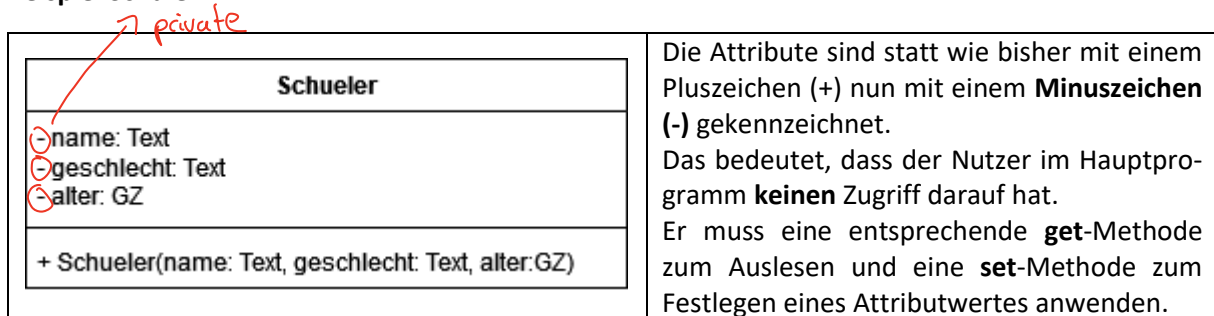 private
Schueler
- name: Text
- geschlecht: Text
- alter: GZ
+ Schueler(name: Text, geschlecht: Text, alter:GZ)
Die Attribute sind statt wie bisher mit einem
Pluszeichen (+) nun mit einem Minuszeichen
(-) gekennzeichnet.
Das bedeutet, dass der Nutzer im Hauptpro-
gramm keinen Zugriff darauf hat.
Er muss eine entsprechende get-Methode
zum Auslesen und eine set-Methode zum
Festlegen eines Attributwertes anwenden.